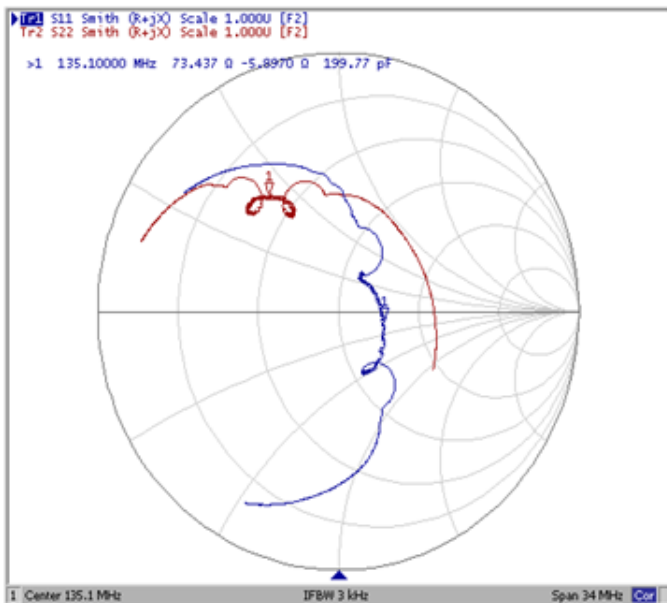 Tr1 S11 Smith (R+jX) Scale 1.000U [F2]
Tr2 S22 Smith (R+jX) Scale 1.000U [F2]
>1 135.10000 MHz 73.437 Ω -5.8970 Ω 199.77 pF
1
1
1 Center 135.1 MHz IFBW 3 kHz Span 34 MHz Cor